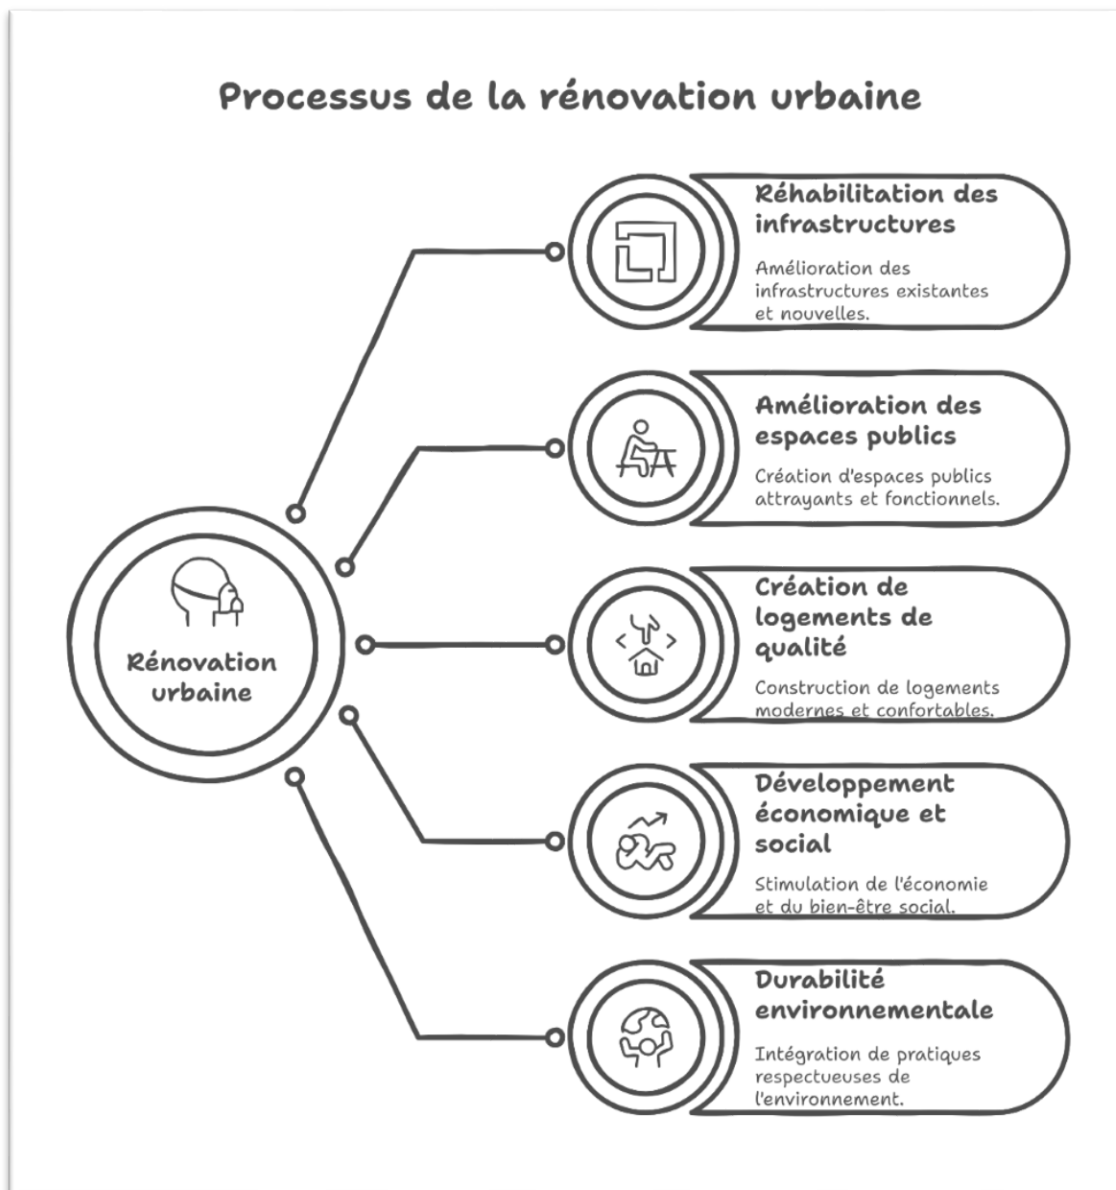 Processus de la rénovation urbaine
Réhabilitation des
infrastructures
Amélioration des
infrastructures existantes
et nouvelles.
Amélioration des
espaces publics
Création d'espaces publics
attrayants et fonctionnels.
Rénovation
urbaine
Création de
logements de
qualité
Construction de logements
modernes et confortables.
Développement
économique et
social
Stimulation de l'économie
et du bien-être social.
Durabilité
environnementale
Intégration de pratiques
respectueuses de
l'environnement.